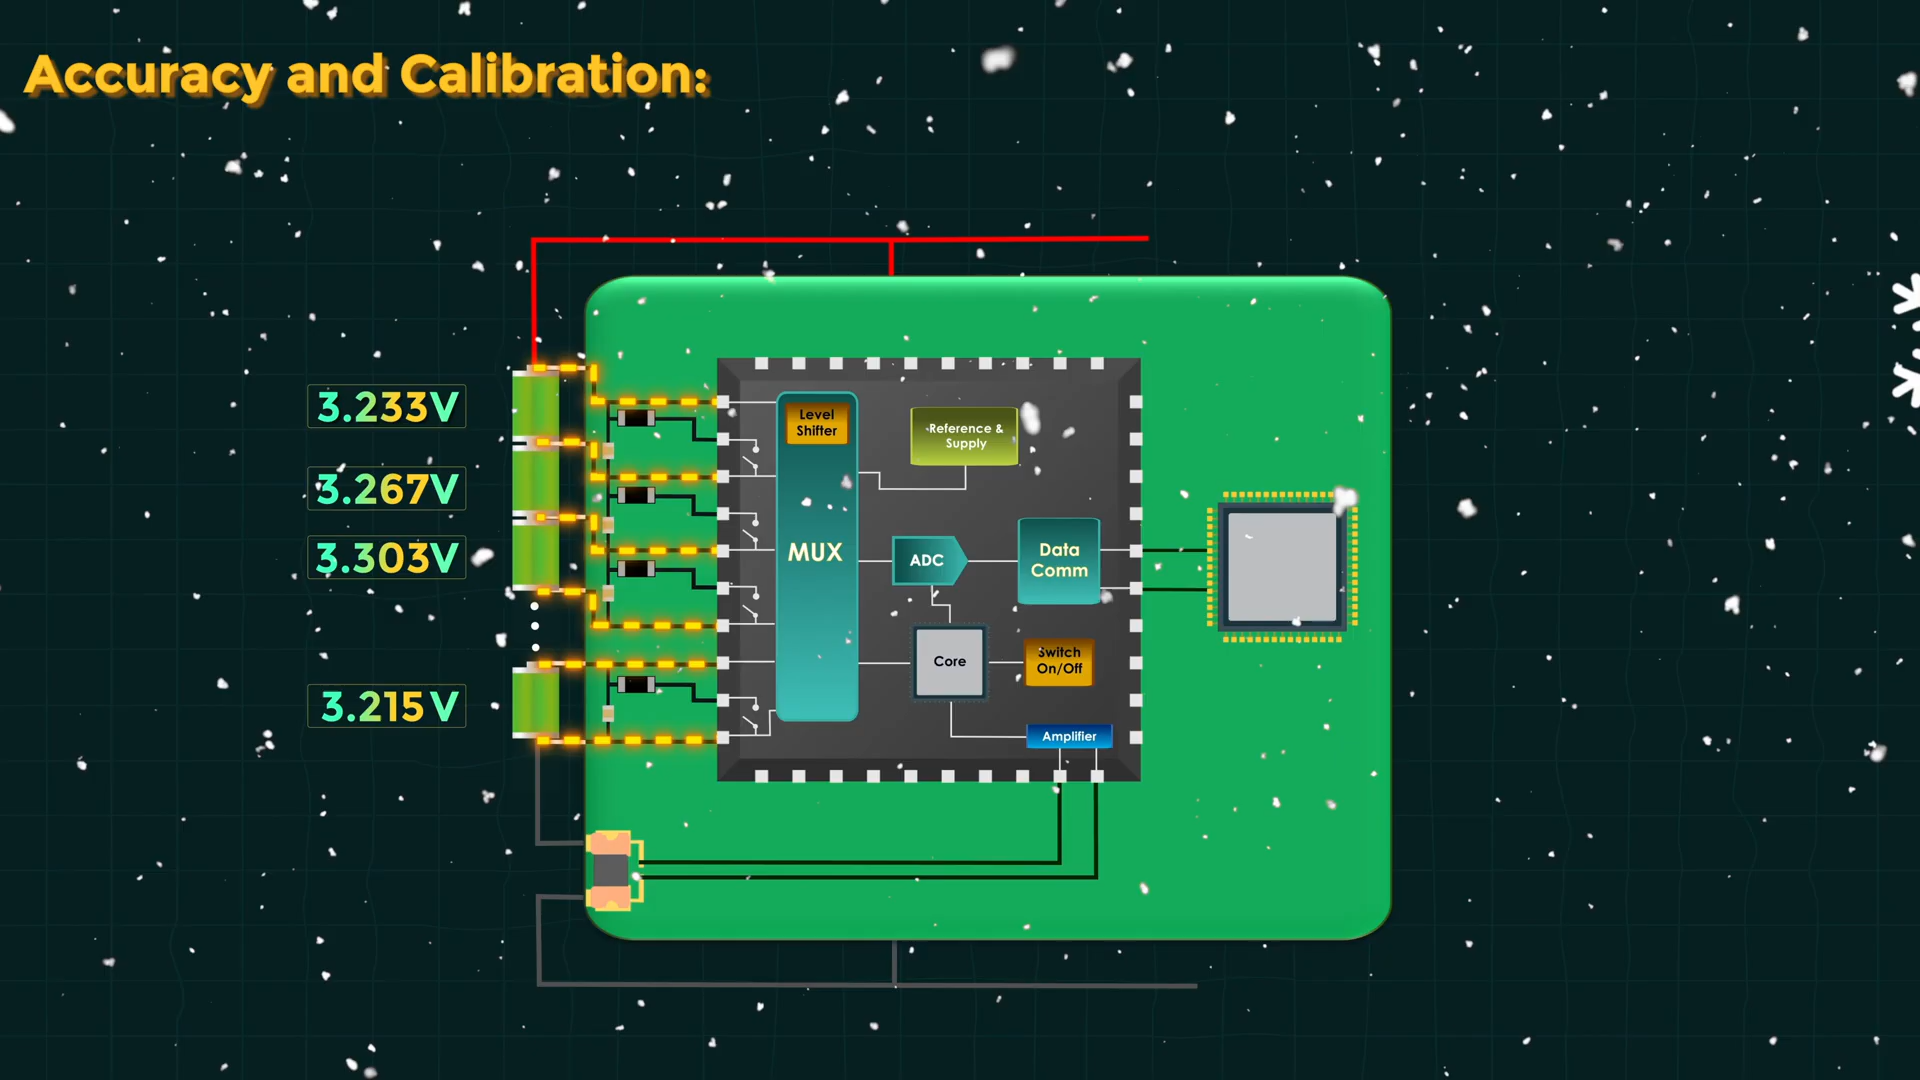 Accuracy and Calibration:
3.233V
3.267V
3.303V
3.215V
Level
Shifter
MUX
Reference &
Supply
ADC
Data
Comm
Core
Switch
On/Off
Amplifier